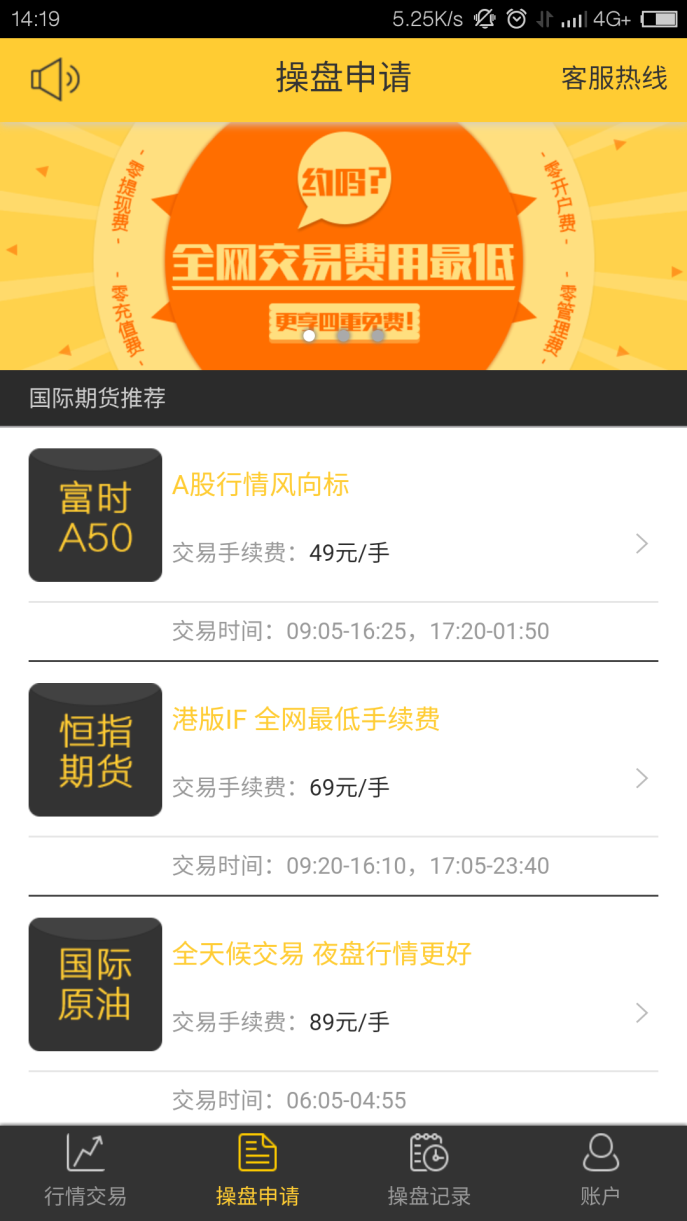 14:19
5.25K/s
4G+
操盘申请
客服热线
约吗?
零提现费
零开户费
全网交易费用最低
零充值费
零管理费
更享四重免费!
国际期货推荐
富时
A50
A股行情风向标
交易手续费：49元/手
交易时间：09:05-16:25，17:20-01:50
恒指
期货
港版IF 全网最低手续费
交易手续费：69元/手
交易时间：09:20-16:10，17:05-23:40
国际
原油
全天候交易 夜盘行情更好
交易手续费：89元/手
交易时间：06:05-04:55
行情交易
操盘申请
操盘记录
账户